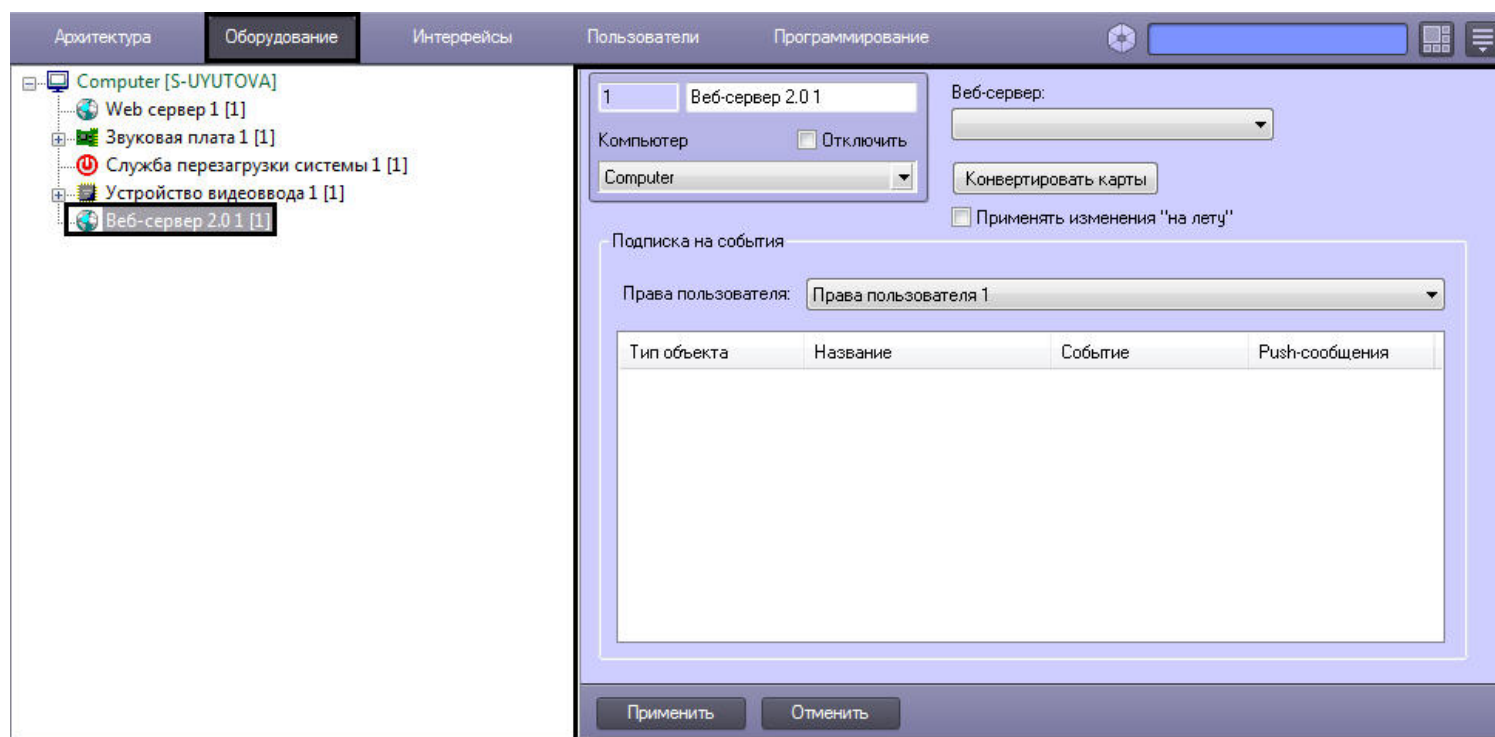 Архитектура Оборудование Интерфейсы Пользователи Программирование
Computer [S-UYUTOVA]
Web сервер 1 [1]
Звуковая плата 1 [1]
Служба перезагрузки системы 1 [1]
Устройство видеоввода 1 [1]
Веб-сервер 2.0 1 [1]
1 Веб-сервер 2.0 1
Компьютер Отключить
Computer
Веб-сервер:
Конвертировать карты
Применять изменения "на лету"
Подписка на события
Права пользователя: Права пользователя 1
Тип объекта Название Событие Push-сообщения
Применить Отменить